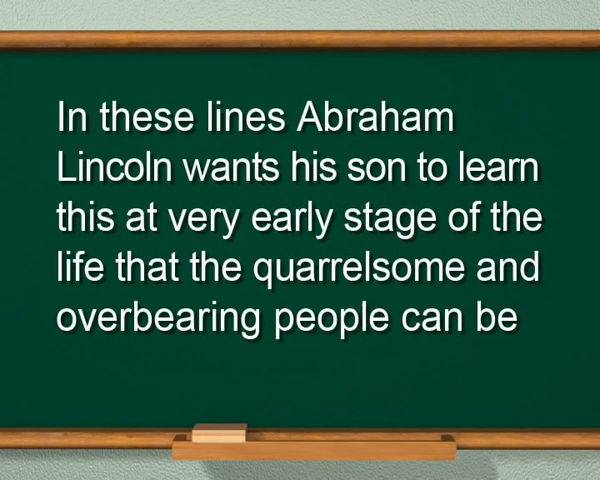 In these lines Abraham
Lincoln wants his son to learn
this at very early stage of the
life that the quarrelsome and
overbearing people can be